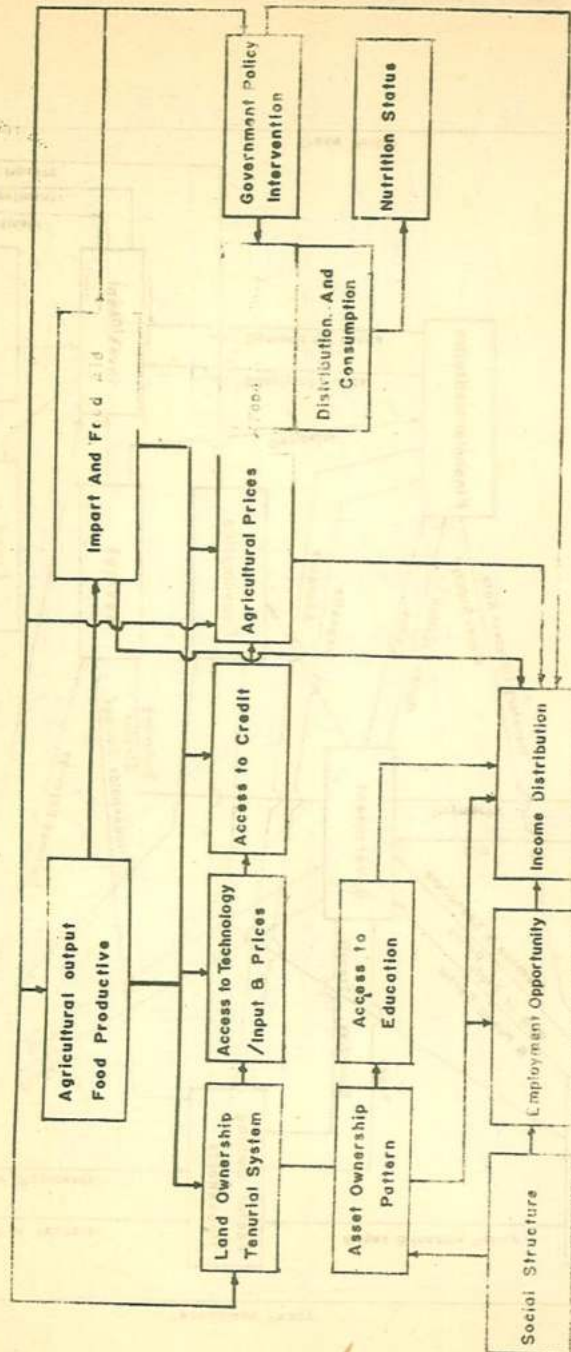 Agricultural output
Food Productive
Impart And
Government Policy
Intervention
Land Ownership
Tenurial System
Access to Technology
/Input & Prices
Access to Credit
Agricultural Prices
Distribution And
Consumption
Nutrition Status
Asset Ownership
Pattern
Access to
Education
Social Structure
Employment Opportunity
Income Distribution